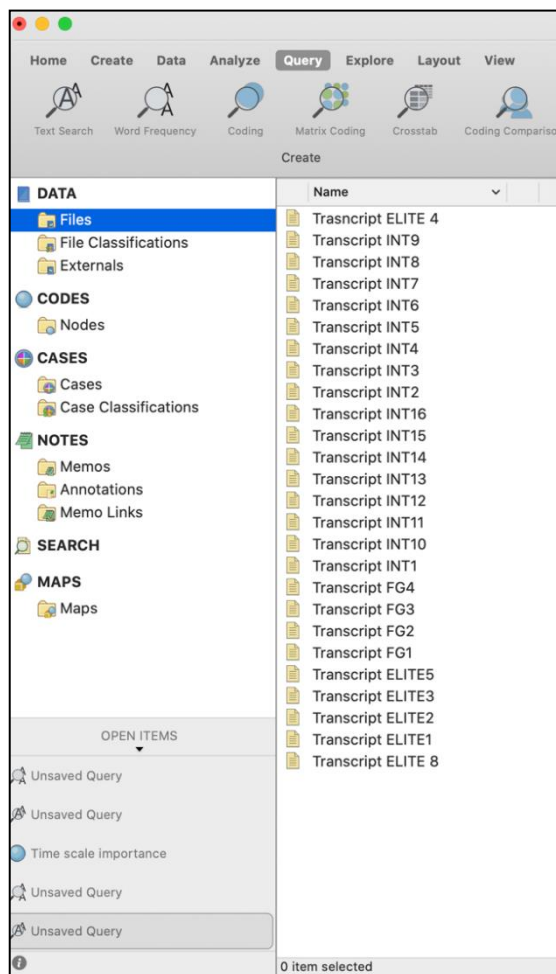 Home Create Data Analyze Query Explore Layout View
Text Search Word Frequency Coding Matrix Coding Crosstab Coding Compariso
Create
DATA
Files
File Classifications
Externals
CODES
Nodes
CASES
Cases
Case Classifications
NOTES
Memos
Annotations
Memo Links
SEARCH
MAPS
Maps
OPEN ITEMS
Unsaved Query
Unsaved Query
Time scale importance
Unsaved Query
Unsaved Query
Name
Trasncript ELITE 4
Transcript INT9
Transcript INT8
Transcript INT7
Transcript INT6
Transcript INT5
Transcript INT4
Transcript INT3
Transcript INT2
Transcript INT16
Transcript INT15
Transcript INT14
Transcript INT13
Transcript INT12
Transcript INT11
Transcript INT10
Transcript INT1
Transcript FG4
Transcript FG3
Transcript FG2
Transcript FG1
Transcript ELITE5
Transcript ELITE3
Transcript ELITE2
Transcript ELITE1
Transcript ELITE 8
0 item selected